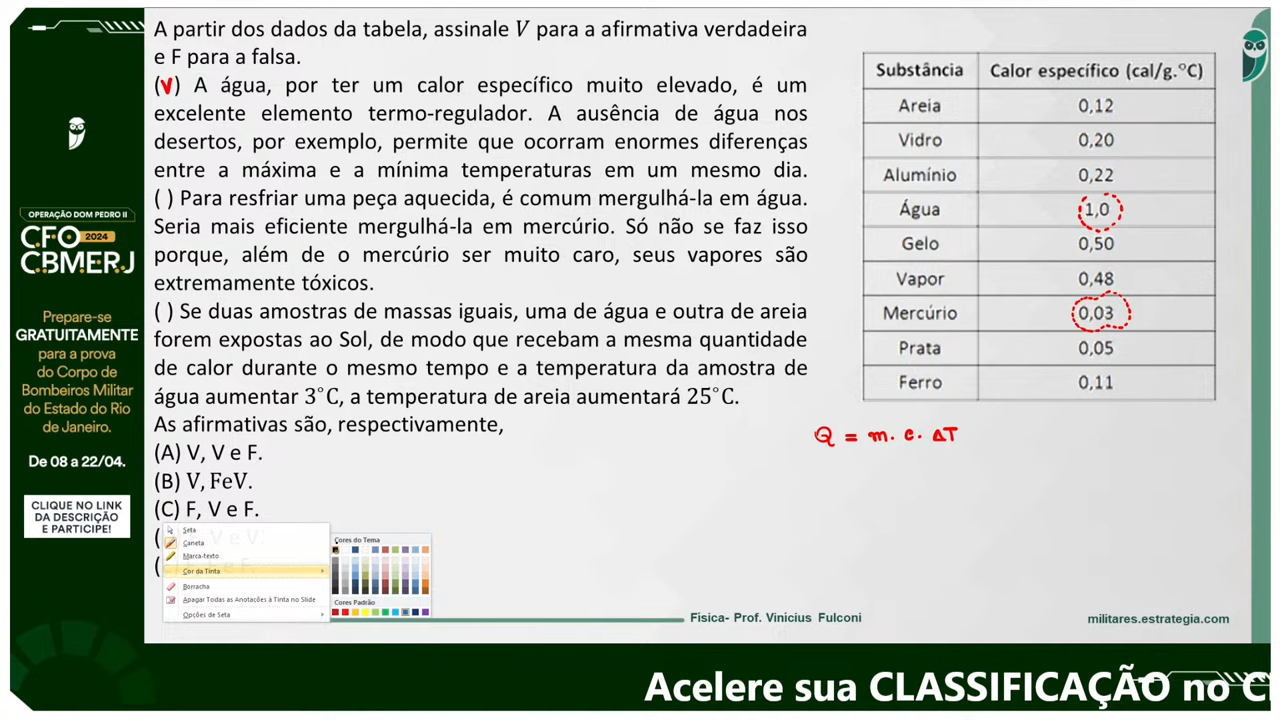 A partir dos dados da tabela, assinale V para a afirmativa verdadeira
e F para a falsa.
(V) A água, por ter um calor específico muito elevado, é um
excelente elemento termo-regulador. A ausência de água nos
desertos, por exemplo, permite que ocorram enormes diferenças
entre a máxima e a mínima temperaturas em um mesmo dia.
( ) Para resfriar uma peça aquecida, é comum mergulhá-la em água.
Seria mais eficiente mergulhá-la em mercúrio. Só não se faz isso
porque, além de o mercúrio ser muito caro, seus vapores são
extremamente tóxicos.
( ) Se duas amostras de massas iguais, uma de água e outra de areia
forem expostas ao Sol, de modo que recebam a mesma quantidade
de calor durante o mesmo tempo e a temperatura da amostra de
água aumentar 3°C, a temperatura de areia aumentará 25°C.
As afirmativas são, respectivamente,
(A) V, V e F.
(B) V, FeV.
(C) F, V e F.
Seta
Caneta
Marca-texto
Cor da Tinta
Borracha
Apagar Todas as Anotações à Tinta no Slide
Opções de Seta
Cores do Tema
Cores Padrão
Substância Calor específico (cal/g.°C)
Areia 0,12
Vidro 0,20
Alumínio 0,22
Água 1,0
Gelo 0,50
Vapor 0,48
Mercúrio 0,03
Prata 0,05
Ferro 0,11
Q = m. c. ΔT
OPERAÇÃO DOM PEDRO II
CFO 2024
CBMERJ
Prepare-se
GRATUITAMENTE
para a prova
do Corpo de
Bombeiros Militar
do Estado do Rio
de Janeiro.
De 08 a 22/04.
CLIQUE NO LINK
DA DESCRIÇÃO
E PARTICIPE!
Física- Prof. Vinicius Fulconi
militares.estrategia.com
Acelere sua CLASSIFICAÇÃO no